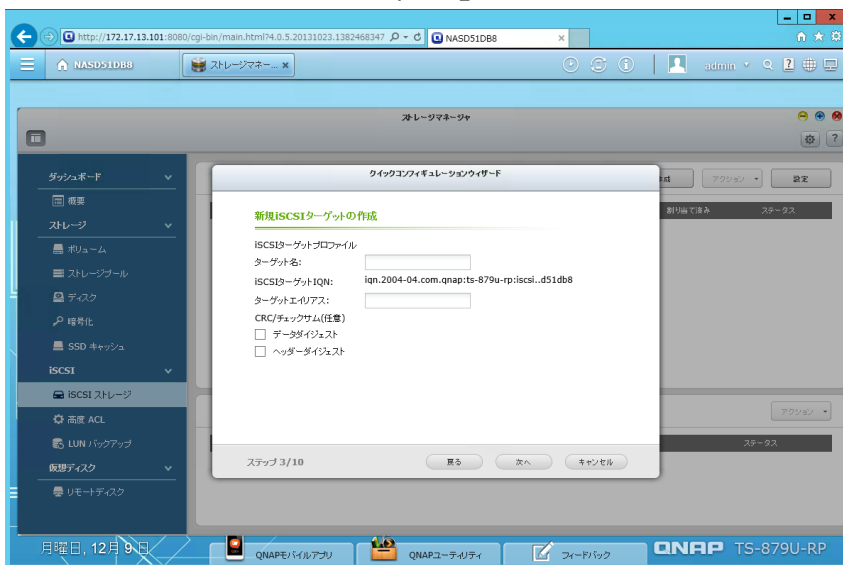 http://172.17.13.101:8080/cgi-bin/main.html?4.0.5.20131023.1382468347
NASD51DB8
NASD51DB8
ストレージマネー...
admin
ストレージマネージャ
ダッシュボード
概要
ストレージ
ボリューム
ストレージプール
ディスク
暗号化
SSD キャッシュ
iSCSI
iSCSI ストレージ
高度 ACL
LUN バックアップ
仮想ディスク
リモートディスク
アクション
設定
割り当て済み
ステータス
クイックコンフィギュレーションウィザード
新規iSCSIターゲットの作成
iSCSIターゲットプロファイル
ターゲット名:
iSCSIターゲットIQN: iqn.2004-04.com.qnap:ts-879u-rp:iscsi..d51db8
ターゲットエイリアス:
CRC/チェックサム(任意)
データダイジェスト
ヘッダーダイジェスト
ステップ 3/10
戻る
次へ
キャンセル
アクション
ステータス
月曜日, 12月 9 日
QNAPモバイルアプリ
QNAPユーティリティ
フィードバック
QNAP TS-879U-RP